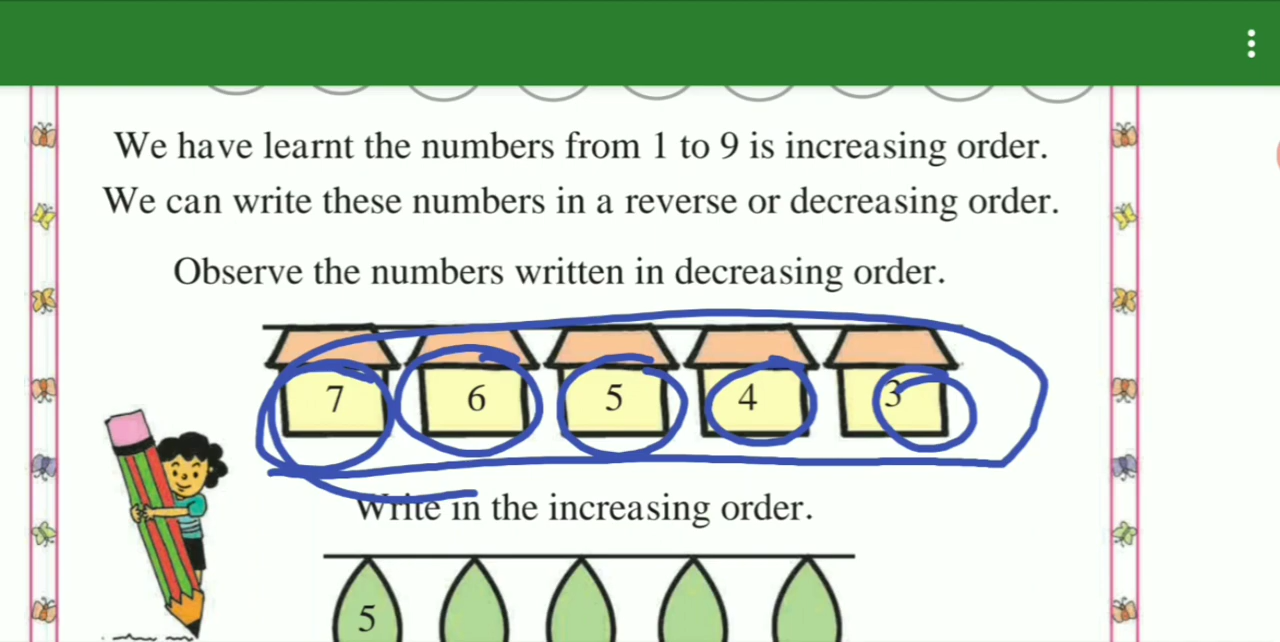 We have learnt the numbers from 1 to 9 is increasing order.
We can write these numbers in a reverse or decreasing order.
Observe the numbers written in decreasing order.
7 6 5 4 3
Write in the increasing order.
5